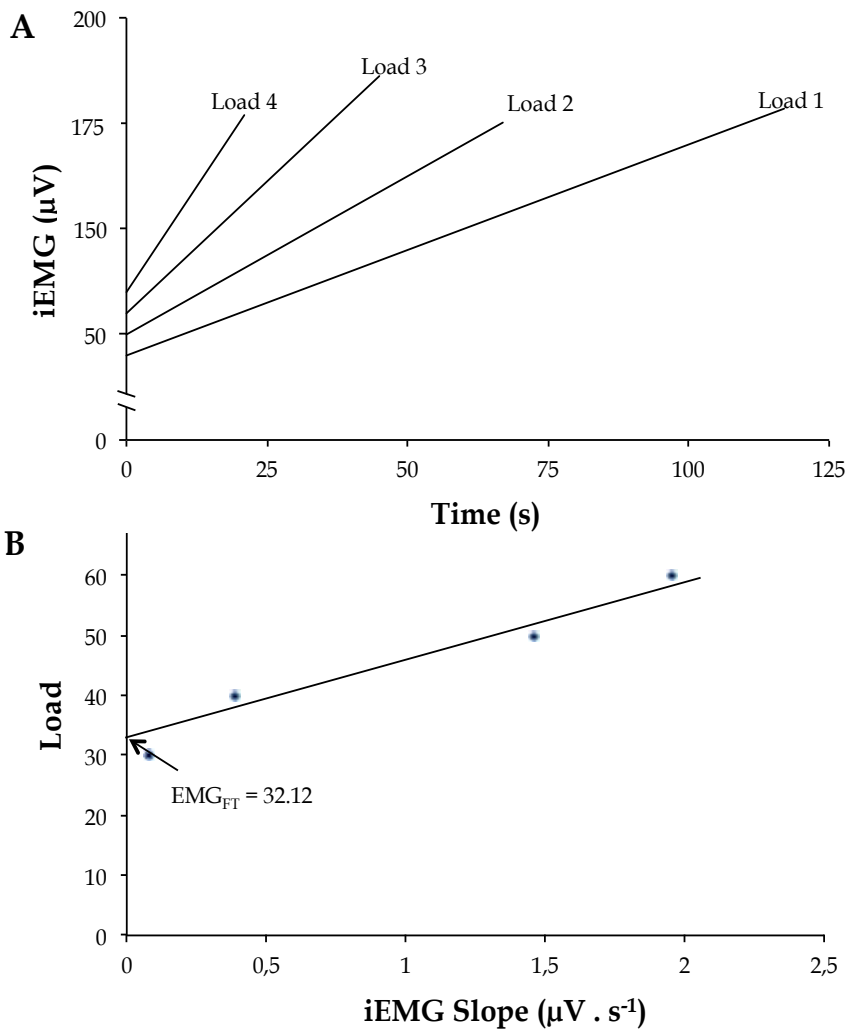 A
200
175
150
50
0
iEMG (μV)
Load 4
Load 3
Load 2
Load 1
0 25 50 75 100 125
Time (s)
B
60
50
40
30
20
10
0
Load
EMG_FT = 32.12
0 0,5 1 1,5 2 2,5
iEMG Slope (μV . s⁻¹)